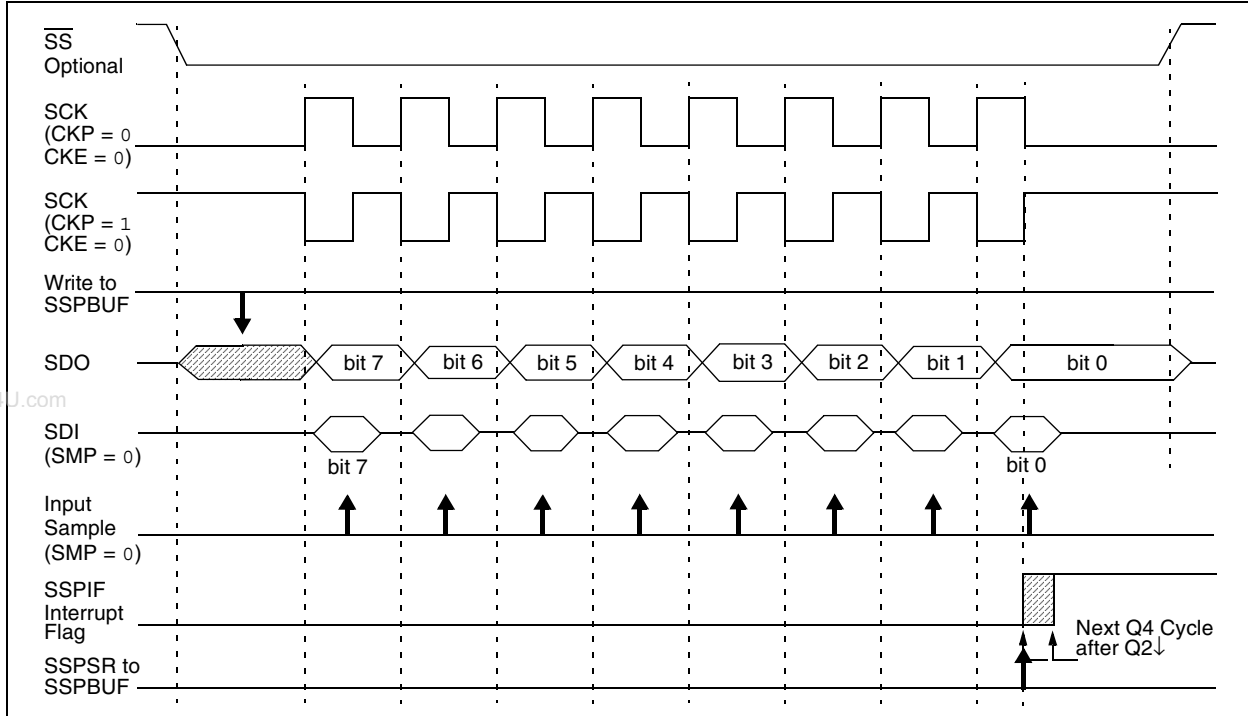 SS
Optional
SCK
(CKP = 0
CKE = 0)
SCK
(CKP = 1
CKE = 0)
Write to
SSPBUF
SDO
bit 7
bit 6
bit 5
bit 4
bit 3
bit 2
bit 1
bit 0
4U.com
SDI
(SMP = 0)
bit 7
bit 0
Input
Sample
(SMP = 0)
SSPIF
Interrupt
Flag
Next Q4 Cycle
after Q2↓
SSPSR to
SSPBUF